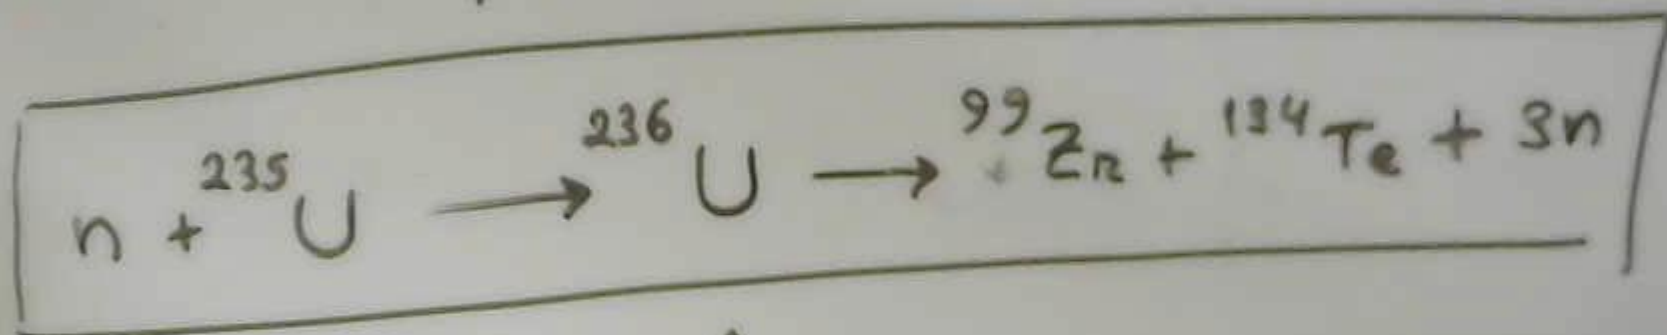 n + ²³⁵U → ²³⁶U → ⁹⁹Zr + ¹³⁴Te + 3n